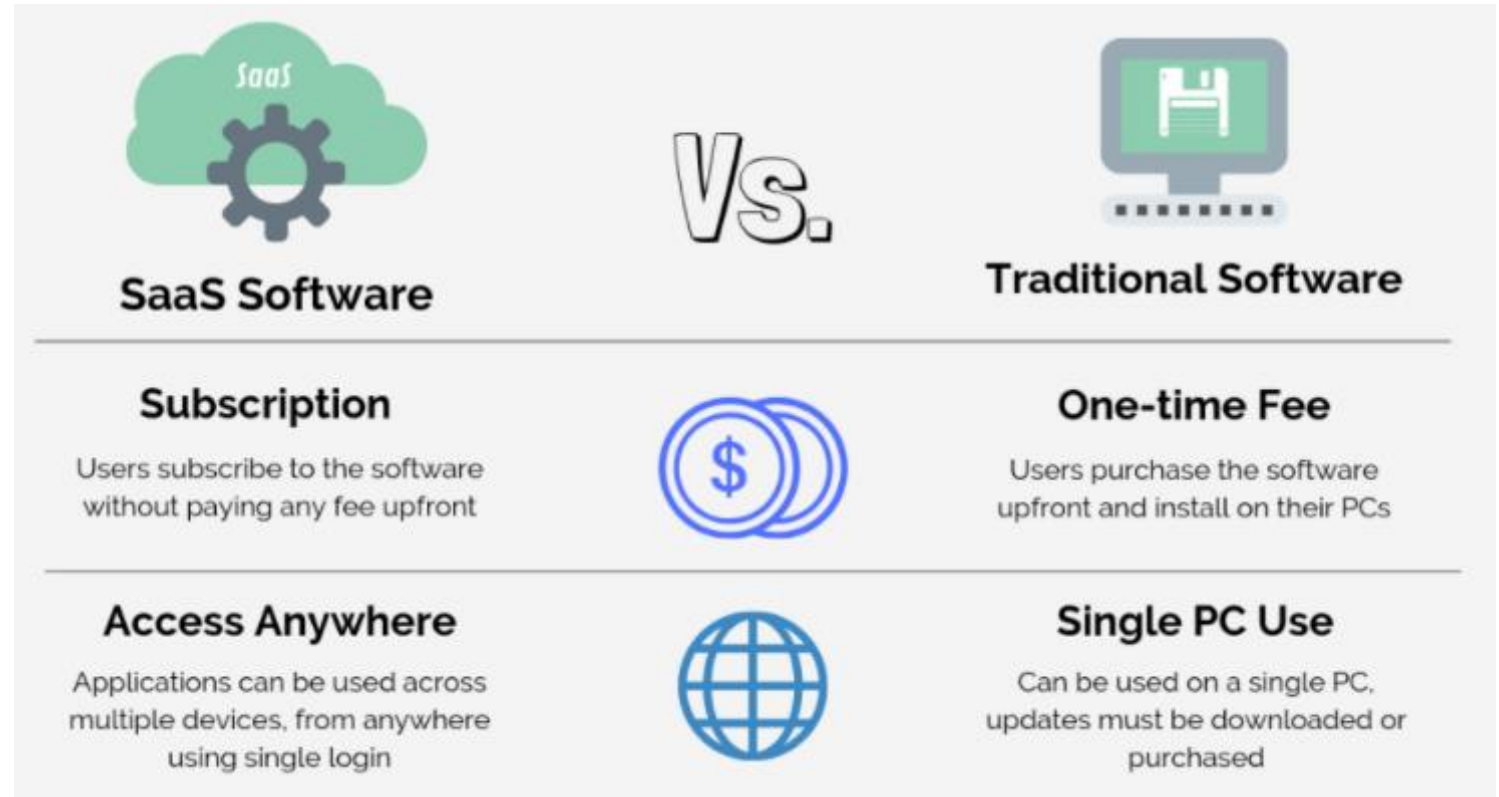 SaaS
Vs.
SaaS Software
Traditional Software
Subscription
Users subscribe to the software
without paying any fee upfront
$
One-time Fee
Users purchase the software
upfront and install on their PCs
Access Anywhere
Applications can be used across
multiple devices, from anywhere
using single login
Single PC Use
Can be used on a single PC,
updates must be downloaded or
purchased